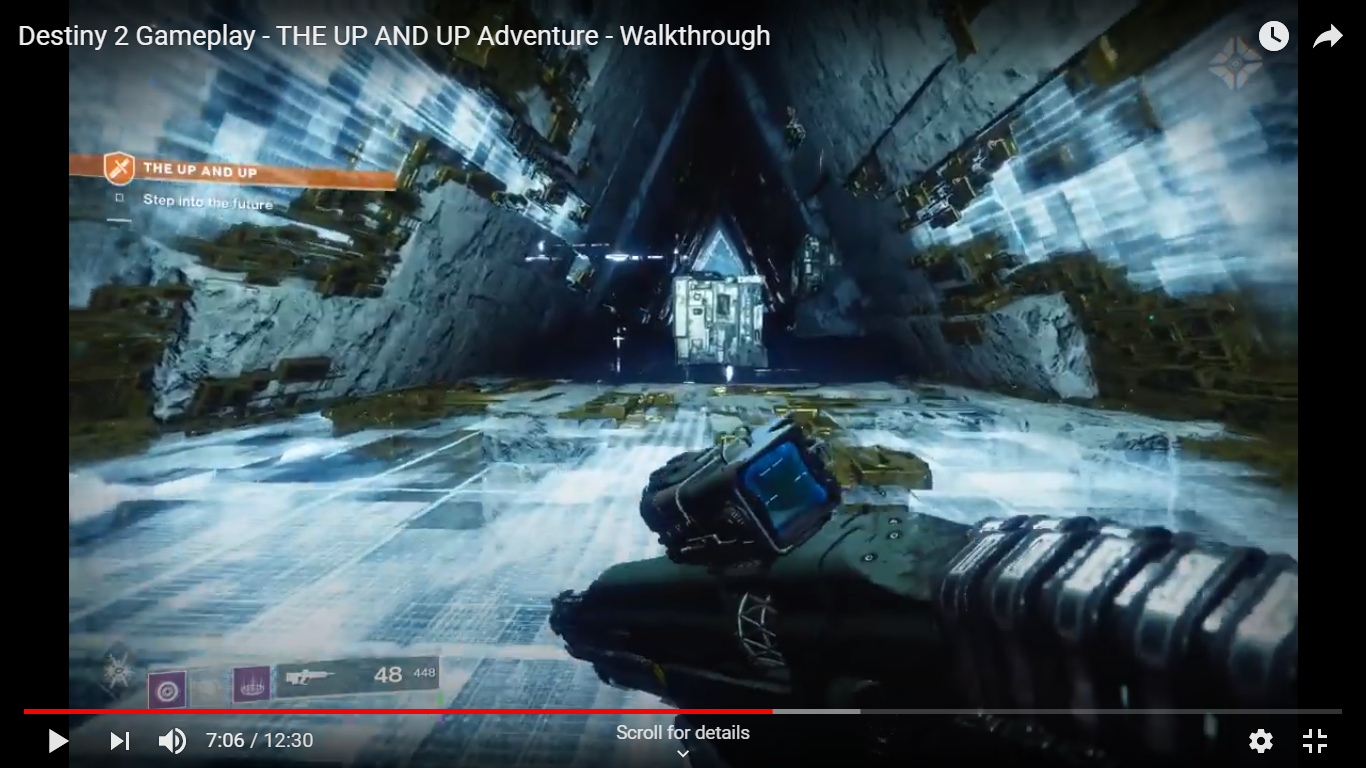 Destiny 2 Gameplay - THE UP AND UP Adventure - Walkthrough
THE UP AND UP
Step into the future
48 448
7:06 / 12:30
Scroll for details